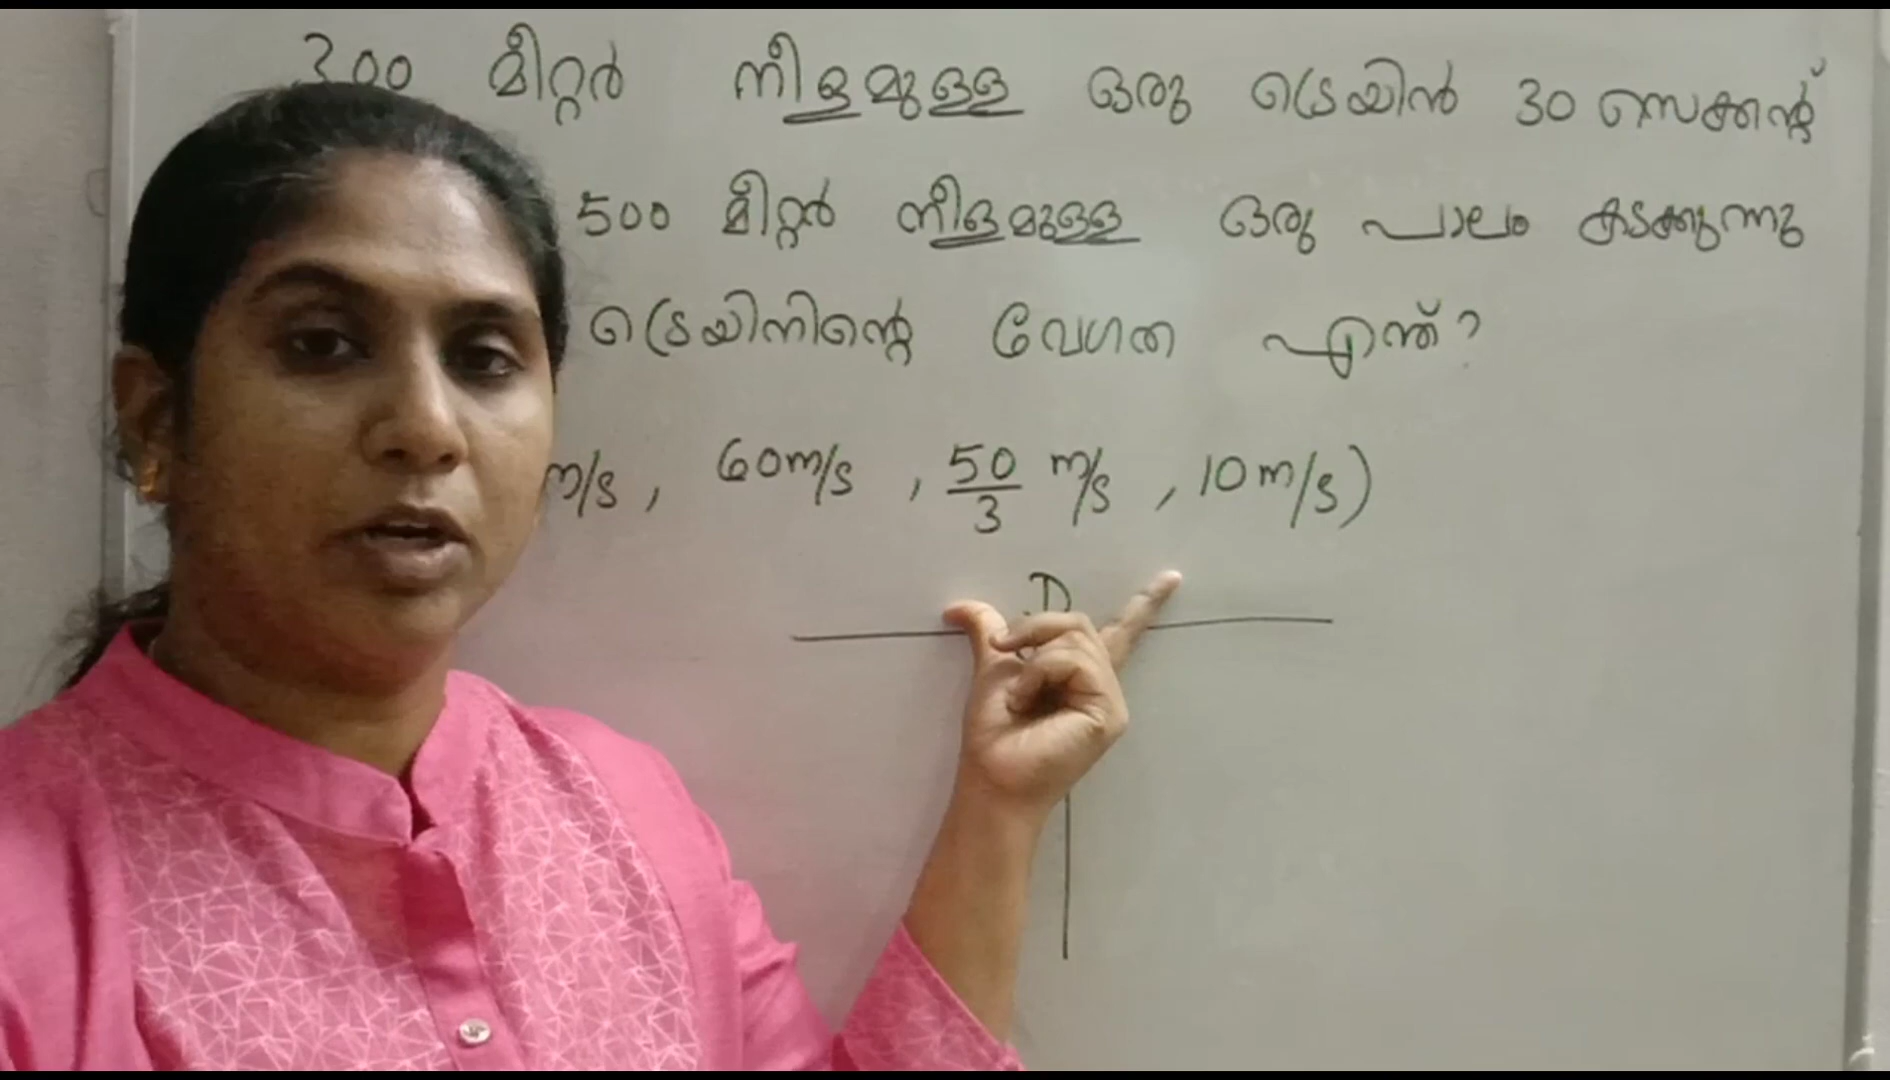 300 മീറ്റർ നീളമുള്ള ഒരു ട്രെയിൻ 30 സെക്കന്റ്
500 മീറ്റർ നീളമുള്ള ഒരു പാലം കടക്കുന്നു
ട്രെയിനിന്റെ വേഗത എന്ത്?
m/s , 60m/s , 50/3 m/s , 10m/s)
D